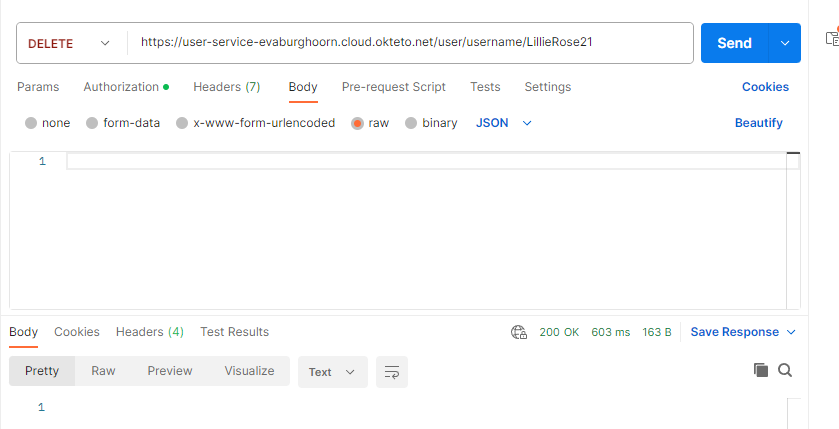 DELETE https://user-service-evaburghoorn.cloud.okteto.net/user/username/LillieRose21 Send
Params Authorization Headers (7) Body Pre-request Script Tests Settings Cookies
none form-data x-www-form-urlencoded raw binary JSON Beautify
1
Body Cookies Headers (4) Test Results 200 OK 603 ms 163 B Save Response
Pretty Raw Preview Visualize Text
1